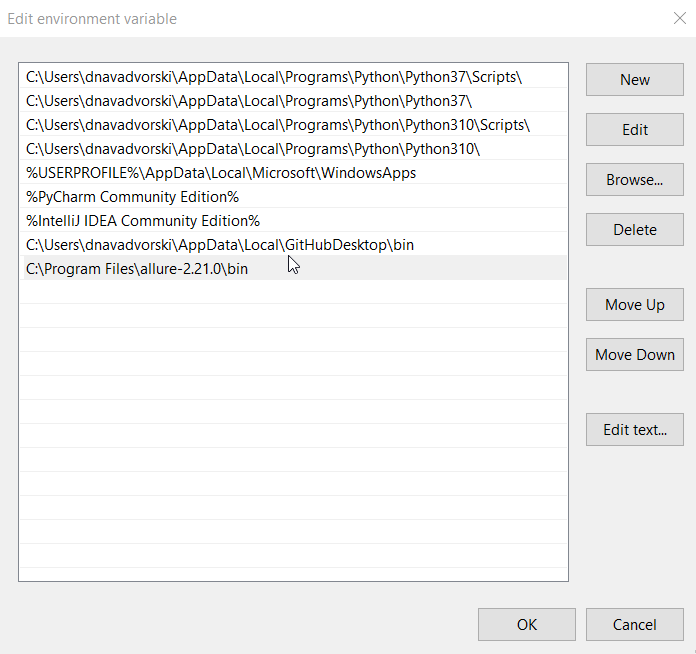 Edit environment variable
C:\Users\dnavadvorski\AppData\Local\Programs\Python\Python37\Scripts\
C:\Users\dnavadvorski\AppData\Local\Programs\Python\Python37\
C:\Users\dnavadvorski\AppData\Local\Programs\Python\Python310\Scripts\
C:\Users\dnavadvorski\AppData\Local\Programs\Python\Python310\
%USERPROFILE%\AppData\Local\Microsoft\WindowsApps
%PyCharm Community Edition%
%IntelliJ IDEA Community Edition%
C:\Users\dnavadvorski\AppData\Local\GitHubDesktop\bin
C:\Program Files\allure-2.21.0\bin
New
Edit
Browse...
Delete
Move Up
Move Down
Edit text...
OK
Cancel